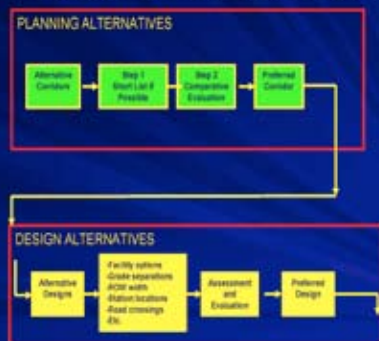 PLANNING ALTERNATIVES
Alternative
Corridors
Step 1
Short List if
Possible
Step 2
Comparative
Evaluation
Preferred
Corridor
DESIGN ALTERNATIVES
Alternative
Designs
-Facility options
-Grade separations
-ROW width
-Station locations
-Road crossings
-Etc.
Assessment
and
Evaluation
Preferred
Design